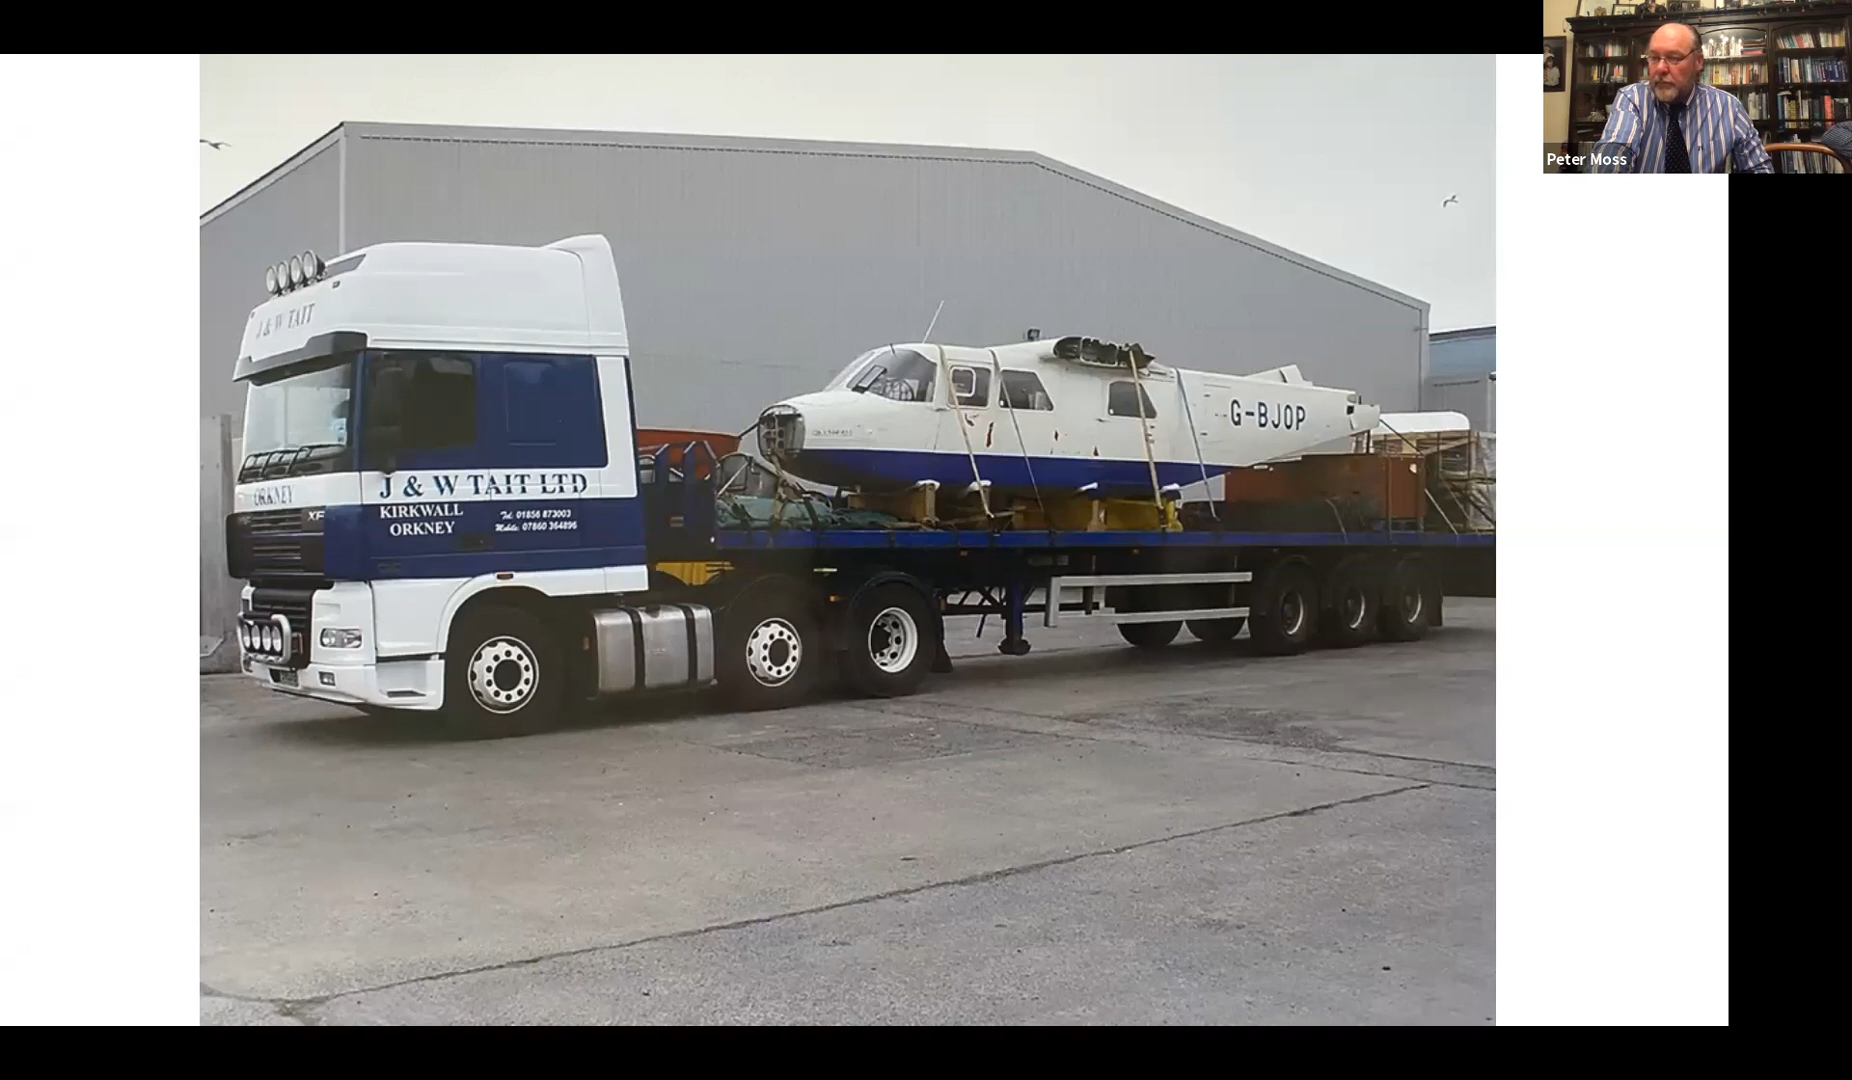 Peter Moss
J & W TAIT
ORKNEY
XF
J & W TAIT LTD
KIRKWALL
ORKNEY
Tel: 01856 873003
Mobile: 07860 364896
G-BJOP